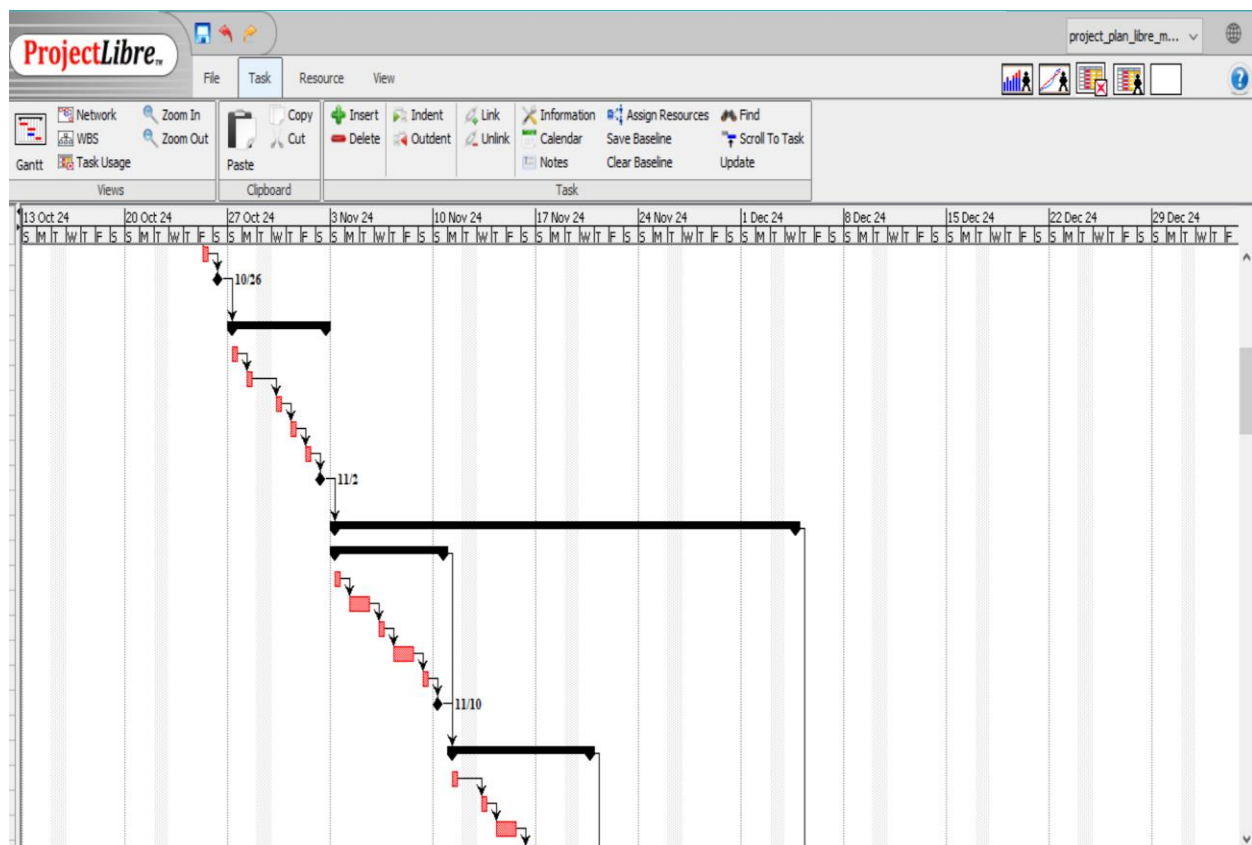 ProjectLibre™
project_plan_libre_m...
File Task Resource View
Network Zoom In
WBS Zoom Out
Gantt Task Usage
Views
Copy
Cut
Paste
Clipboard
Insert Indent Link Information Assign Resources Find
Delete Outdent Unlink Calendar Save Baseline Scroll To Task
Notes Clear Baseline Update
Task
13 Oct 24 20 Oct 24 27 Oct 24 3 Nov 24 10 Nov 24 17 Nov 24 24 Nov 24 1 Dec 24 8 Dec 24 15 Dec 24 22 Dec 24 29 Dec 24
S M T W T F S S M T W T F S S M T W T F S S M T W T F S S M T W T F S S M T W T F S S M T W T F S S M T W T F S S M T W T F S S M T W T F S S M T W T F S S M T W T F
10/26
11/2
11/10